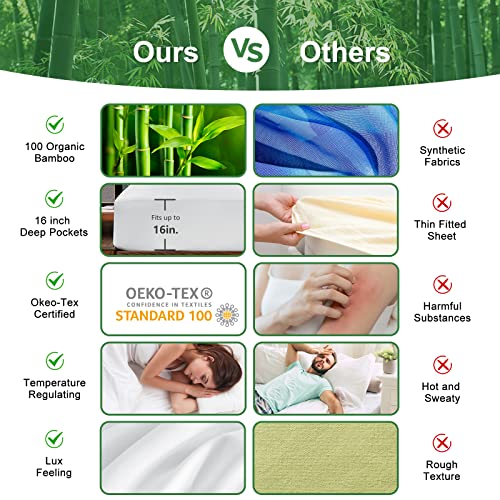 Ours VS Others
100 Organic
Bamboo
Synthetic
Fabrics
16 inch
Deep Pockets
Fits up to
16in.
Thin Fitted
Sheet
Okeo-Tex
Certified
OEKO-TEX®
CONFIDENCE IN TEXTILES
STANDARD 100
Harmful
Substances
Temperature
Regulating
Hot and
Sweaty
Lux
Feeling
Rough
Texture